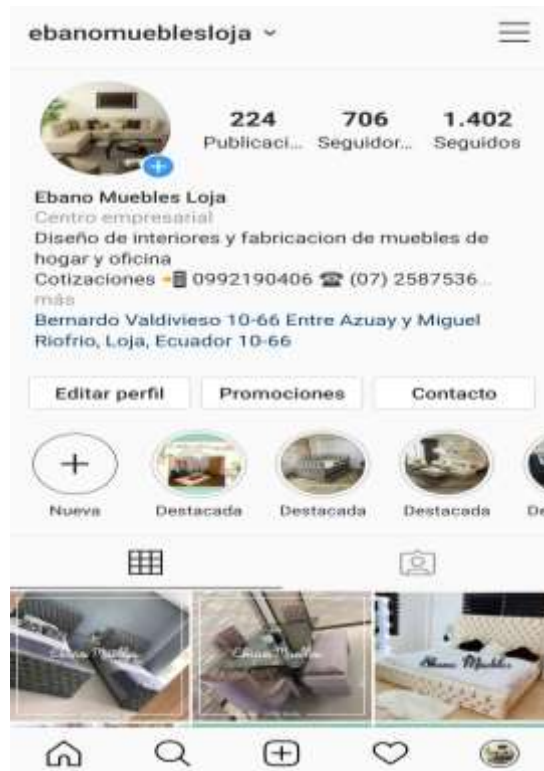 ebanomueblesloja
224 706 1.402
Publicaci... Seguidor... Seguidos
Ebano Muebles Loja
Centro empresarial
Diseño de interiores y fabricacion de muebles de
hogar y oficina
Cotizaciones 0992190406 (07) 2587536...
más
Bernardo Valdivieso 10-66 Entre Azuay y Miguel
Riofrio, Loja, Ecuador 10-66
Editar perfil Promociones Contacto
Nueva Destacada Destacada Destacada De
Ebano Muebles Ebano Muebles Ebano Muebles